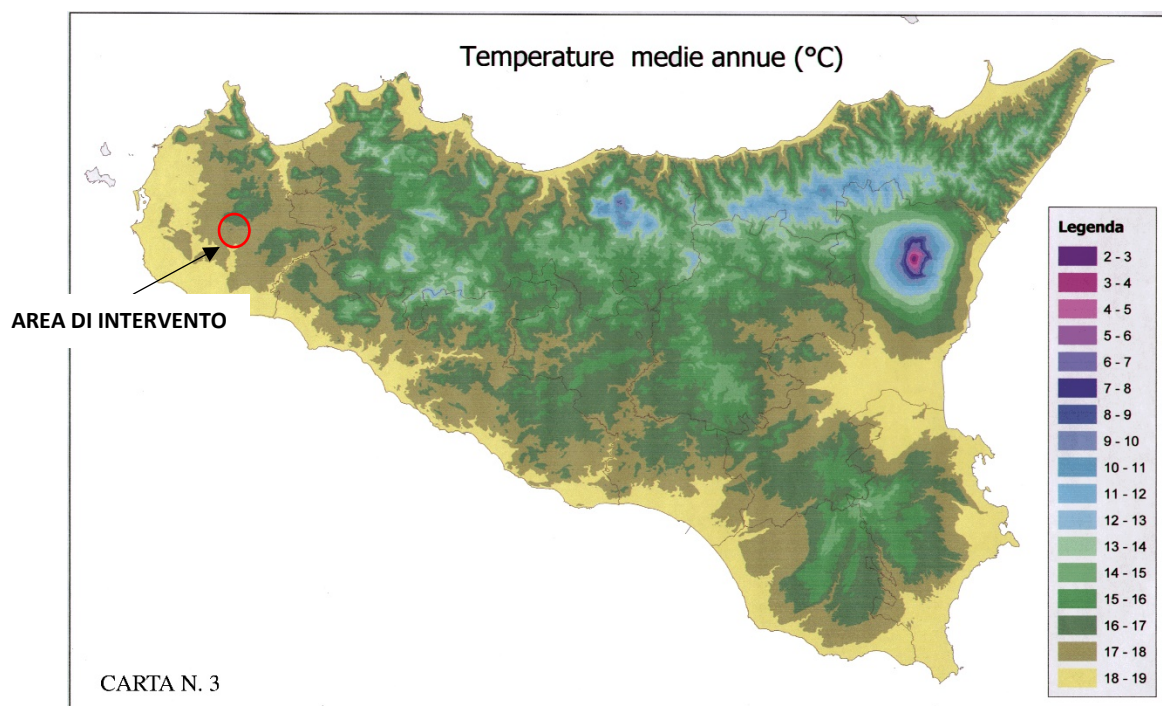 Temperature medie annue (°C)
AREA DI INTERVENTO
Legenda
2 - 3
3 - 4
4 - 5
5 - 6
6 - 7
7 - 8
8 - 9
9 - 10
10 - 11
11 - 12
12 - 13
13 - 14
14 - 15
15 - 16
16 - 17
17 - 18
18 - 19
CARTA N. 3